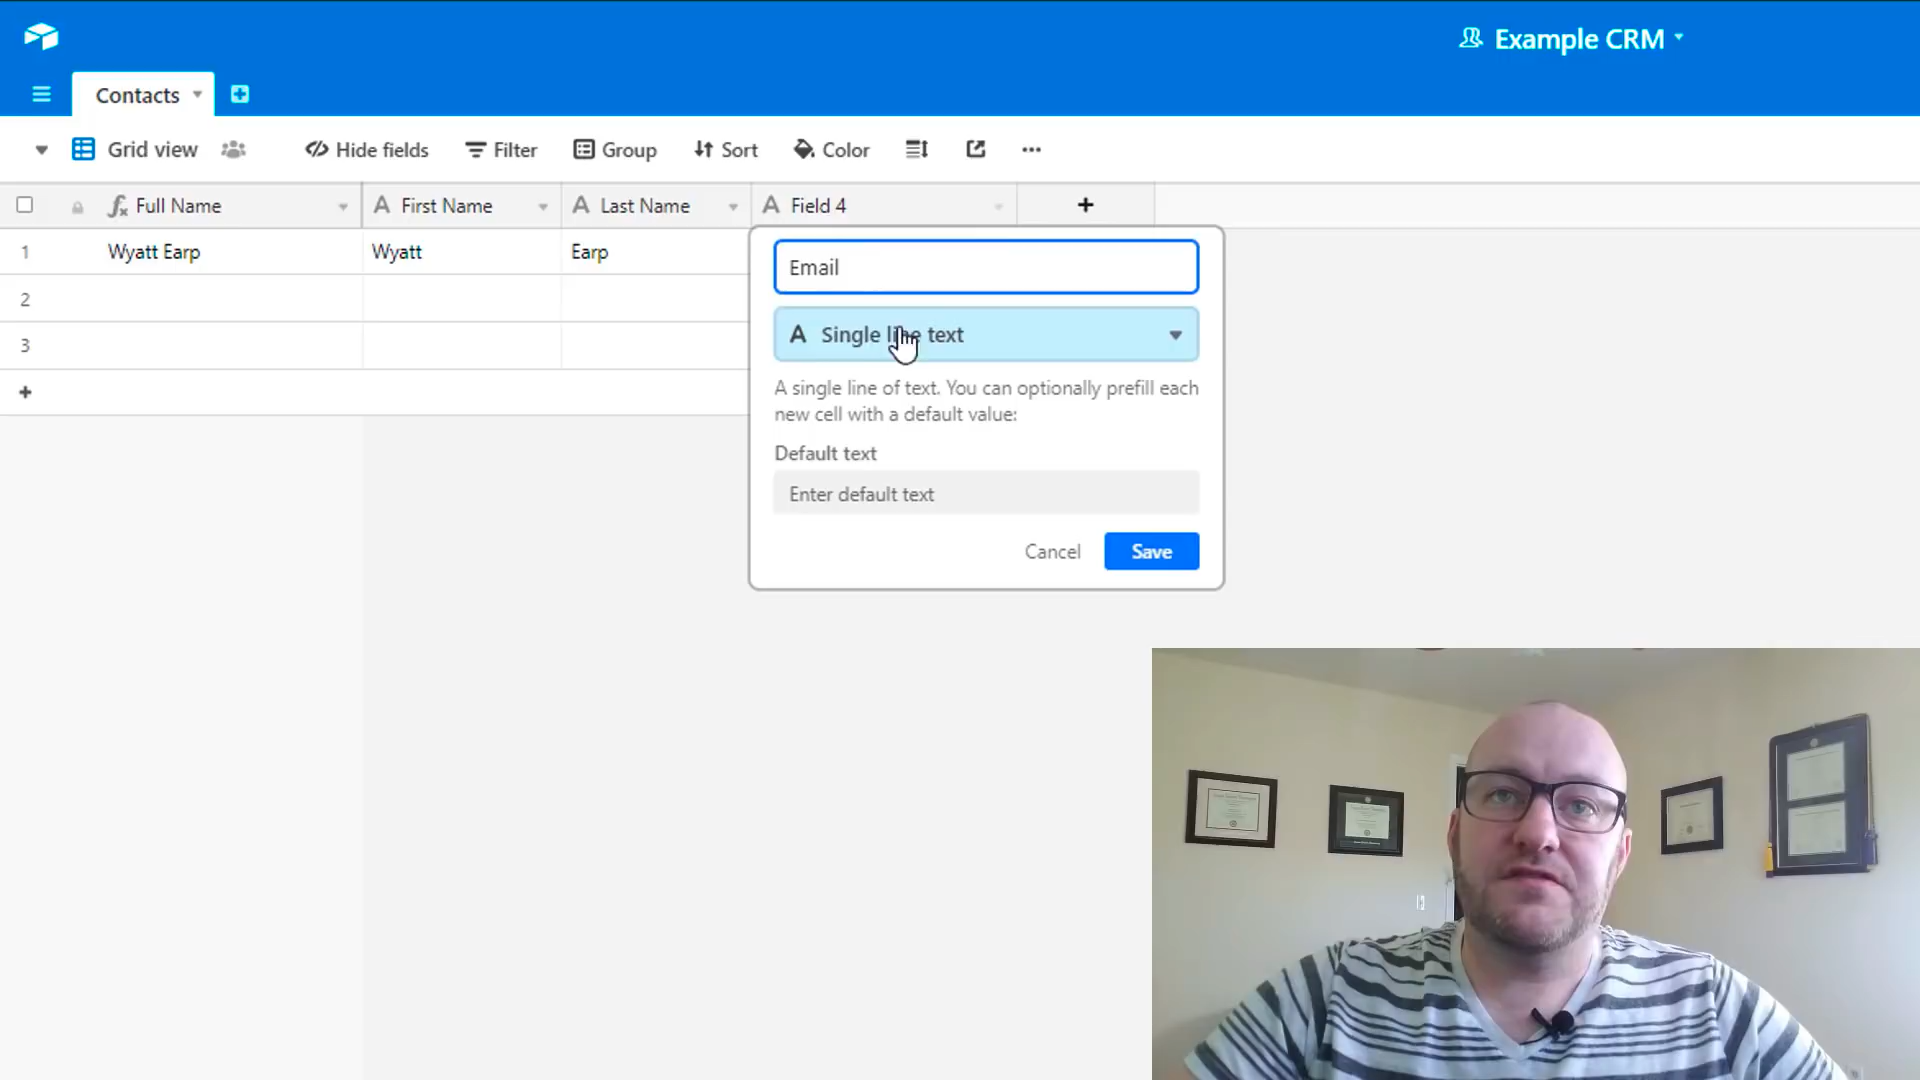 Example CRM
Contacts
Grid view Hide fields Filter Group Sort Color
Full Name First Name Last Name Field 4
1 Wyatt Earp Wyatt Earp
2
3
Email
Single line text
A single line of text. You can optionally prefill each
new cell with a default value:
Default text
Enter default text
Cancel Save